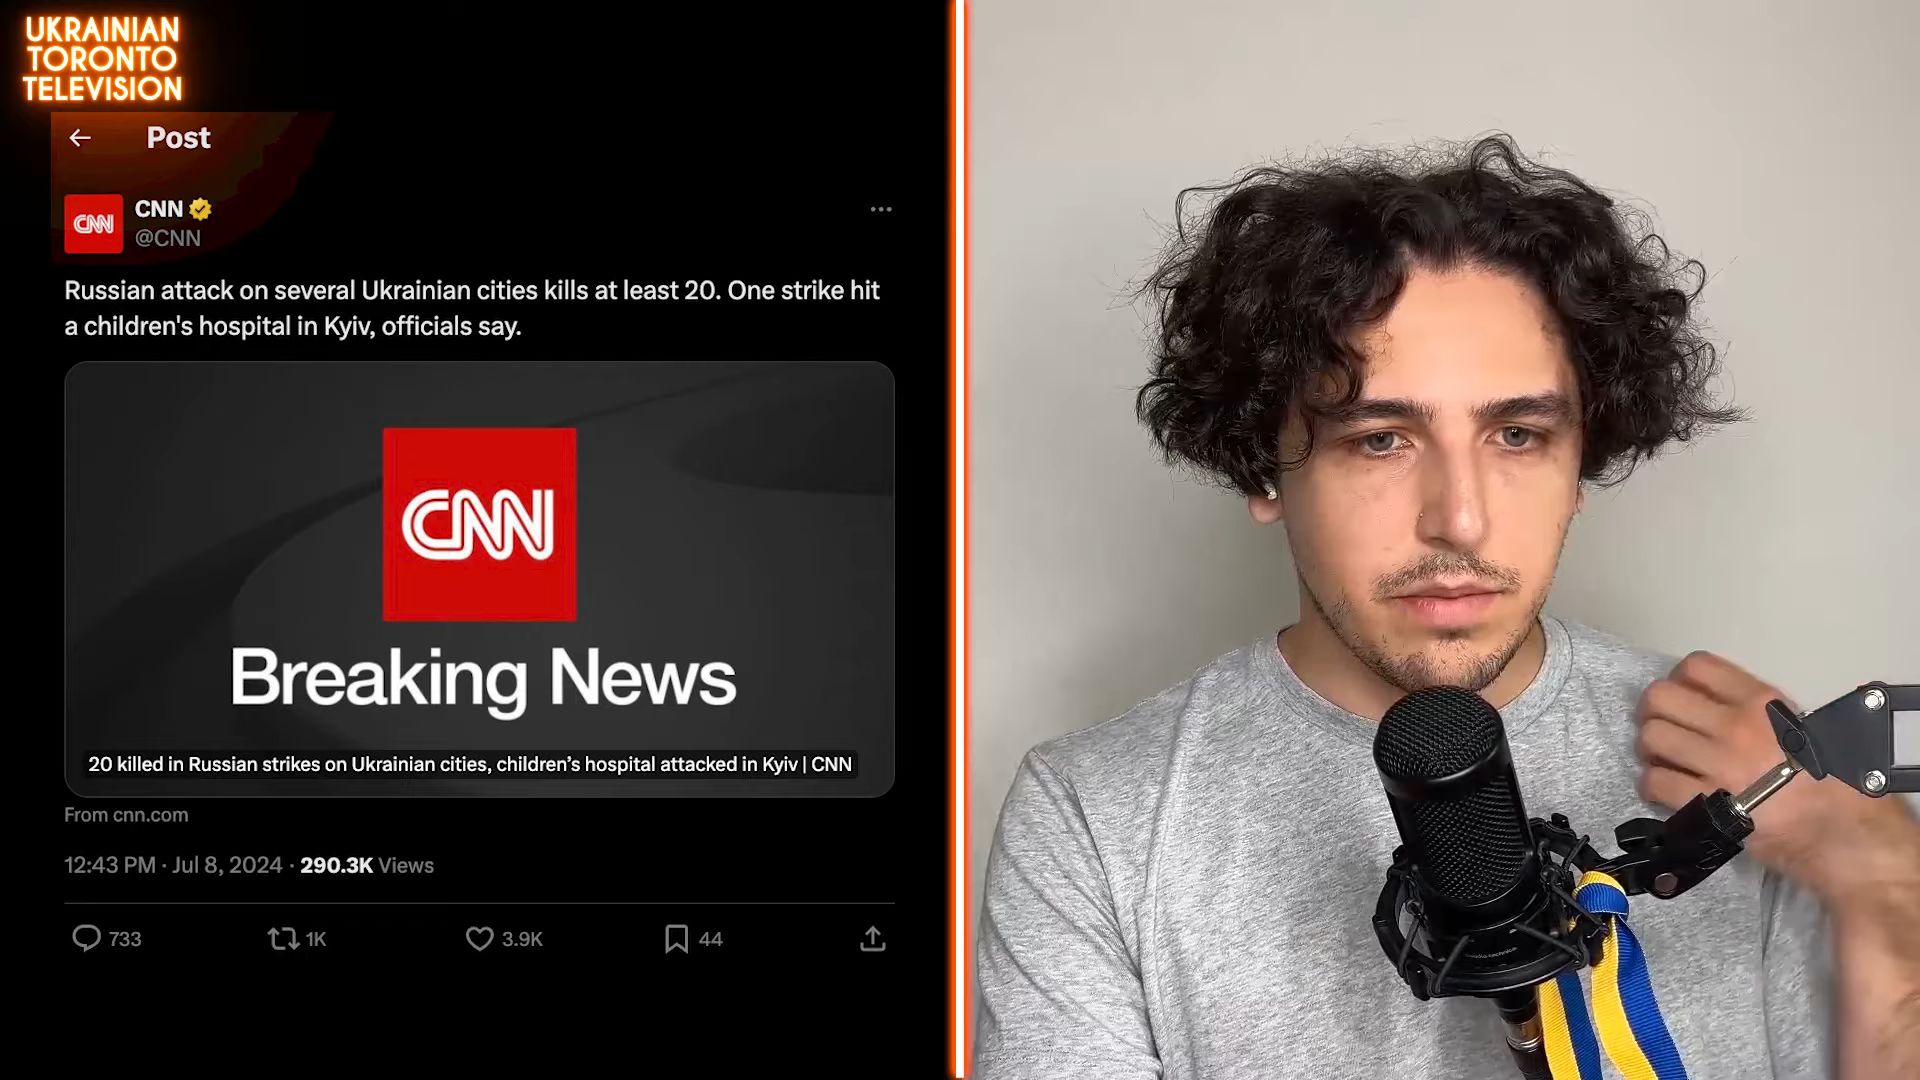 UKRAINIAN
TORONTO
TELEVISION
Post
CNN
CNN
@CNN
Russian attack on several Ukrainian cities kills at least 20. One strike hit
a children's hospital in Kyiv, officials say.
CNN
Breaking News
20 killed in Russian strikes on Ukrainian cities, children's hospital attacked in Kyiv | CNN
From cnn.com
12:43 PM · Jul 8, 2024 · 290.3K Views
733 1K 3.9K 44
audio-technica